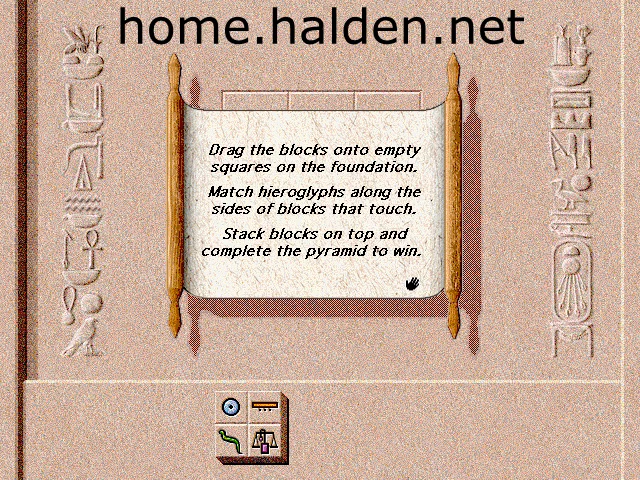 home.halden.net
Drag the blocks onto empty
squares on the foundation.
Match hieroglyphs along the
sides of blocks that touch.
Stack blocks on top and
complete the pyramid to win.